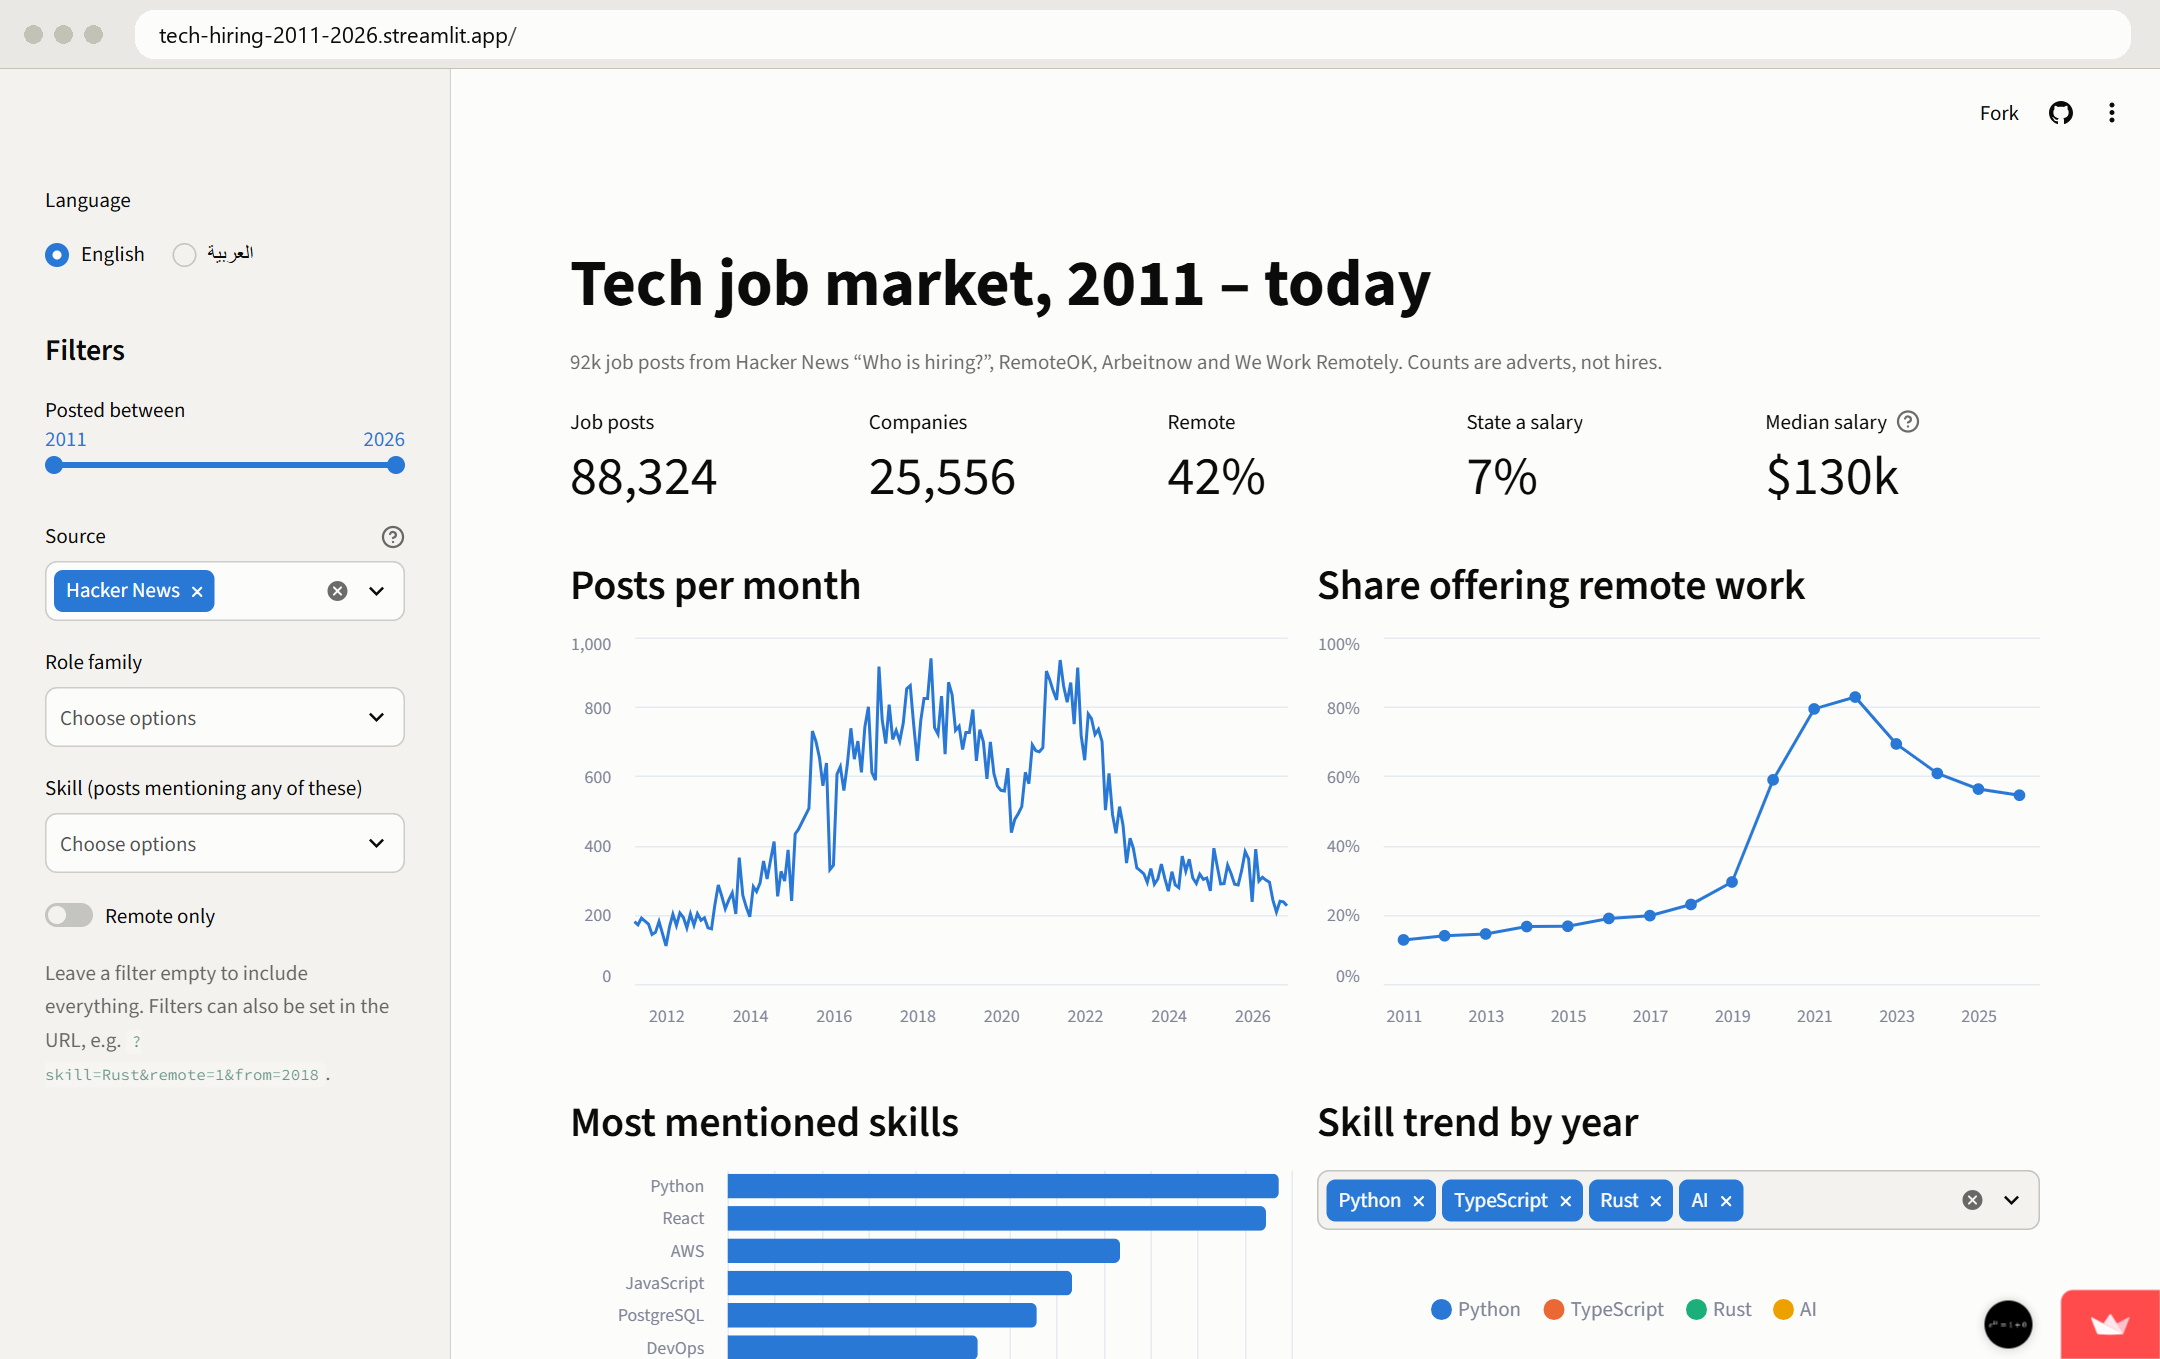 tech-hiring-2011-2026.streamlit.app/
Fork
Language
English
العربية
Filters
Posted between
2011 2026
Source
Hacker News
Role family
Choose options
Skill (posts mentioning any of these)
Choose options
Remote only
Leave a filter empty to include
everything. Filters can also be set in the
URL, e.g. ?
skill=Rust&remote=1&from=2018 .
Tech job market, 2011 – today
92k job posts from Hacker News “Who is hiring?”, RemoteOK, Arbeitnow and We Work Remotely. Counts are adverts, not hires.
Job posts
88,324
Companies
25,556
Remote
42%
State a salary
7%
Median salary
$130k
Posts per month
1,000
800
600
400
200
0
2012 2014 2016 2018 2020 2022 2024 2026
Share offering remote work
100%
80%
60%
40%
20%
0%
2011 2013 2015 2017 2019 2021 2023 2025
Most mentioned skills
Python
React
AWS
JavaScript
PostgreSQL
DevOps
Skill trend by year
Python TypeScript Rust AI
Python TypeScript Rust AI